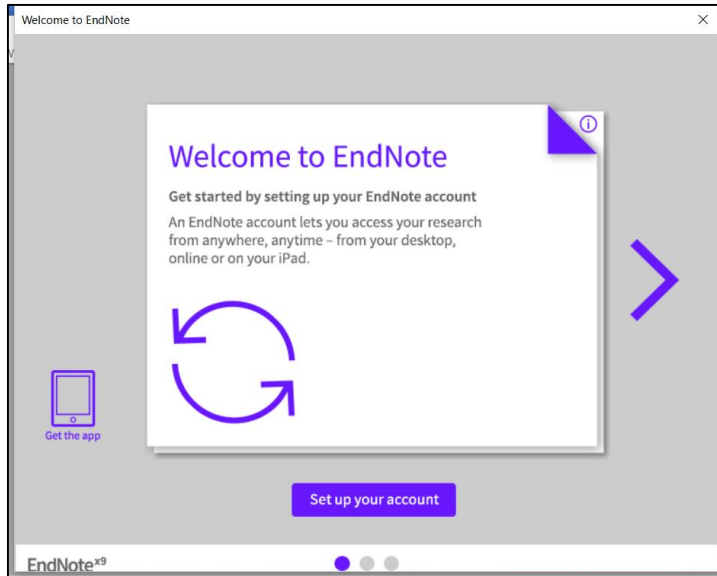 Welcome to EndNote
Welcome to EndNote
Get started by setting up your EndNote account
An EndNote account lets you access your research
from anywhere, anytime – from your desktop,
online or on your iPad.
Get the app
Set up your account
EndNote x9